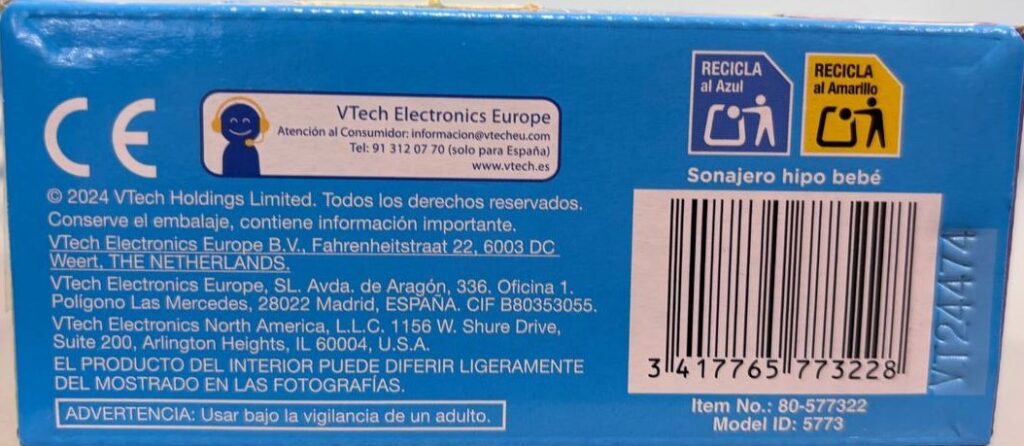 CE
VTech Electronics Europe
Atención al Consumidor: informacion@vtecheu.com
Tel: 91 312 07 70 (solo para España)
www.vtech.es
© 2024 VTech Holdings Limited. Todos los derechos reservados.
Conserve el embalaje, contiene información importante.
VTech Electronics Europe B.V., Fahrenheitstraat 22, 6003 DC
Weert, THE NETHERLANDS.
VTech Electronics Europe, SL. Avda. de Aragón, 336. Oficina 1.
Polígono Las Mercedes, 28022 Madrid, ESPAÑA. CIF B80353055.
VTech Electronics North America, L.L.C. 1156 W. Shure Drive,
Suite 200, Arlington Heights, IL 60004, U.S.A.
EL PRODUCTO DEL INTERIOR PUEDE DIFERIR LIGERAMENTE
DEL MOSTRADO EN LAS FOTOGRAFÍAS.
ADVERTENCIA: Usar bajo la vigilancia de un adulto.
RECICLA
al Azul
RECICLA
al Amarillo
Sonajero hipo bebé
3 417765 773228
Item No.: 80-577322
Model ID: 5773
VT244474